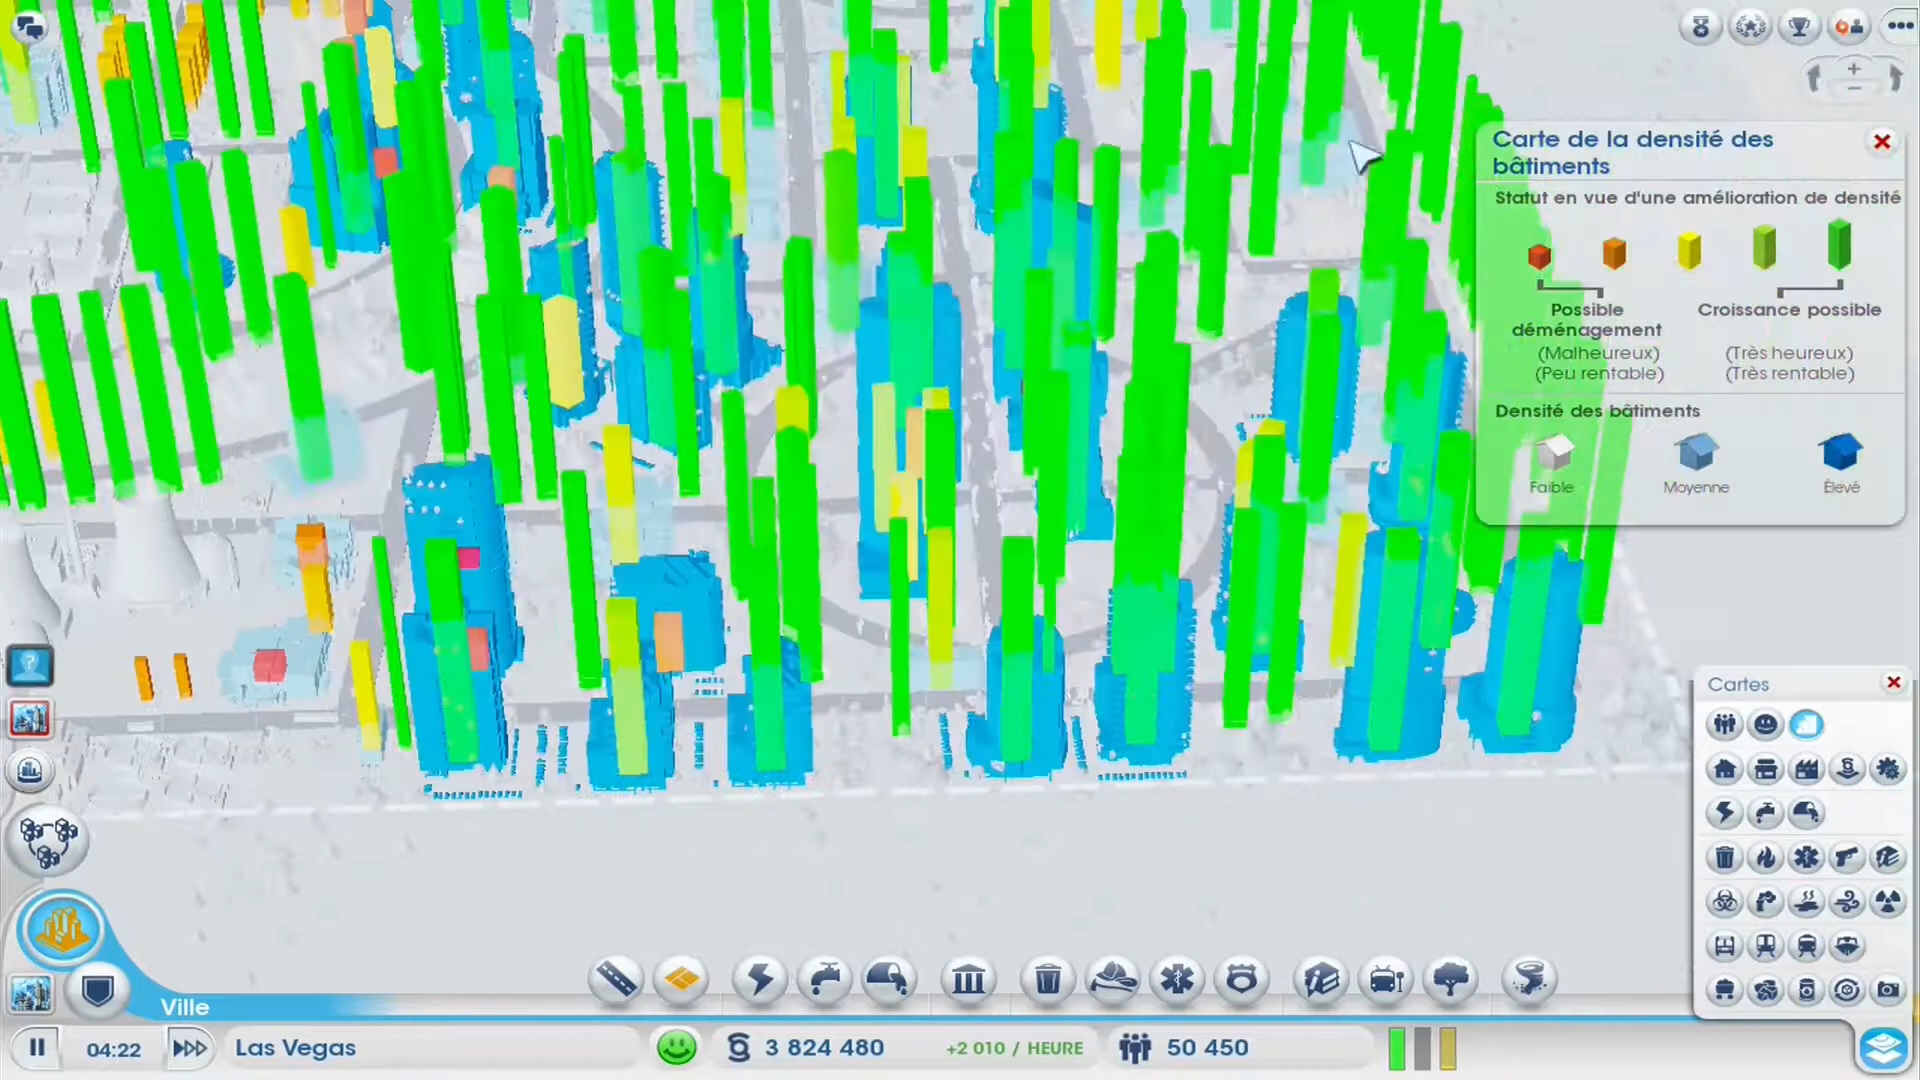 Carte de la densité des
bâtiments
Statut en vue d'une amélioration de densité
Possible
déménagement
Croissance possible
(Malheureux)
(Très heureux)
(Peu rentable)
(Très rentable)
Densité des bâtiments
Faible
Moyenne
Élevé
Cartes
Ville
04:22
Las Vegas
3 824 480
+2 010 / HEURE
50 450